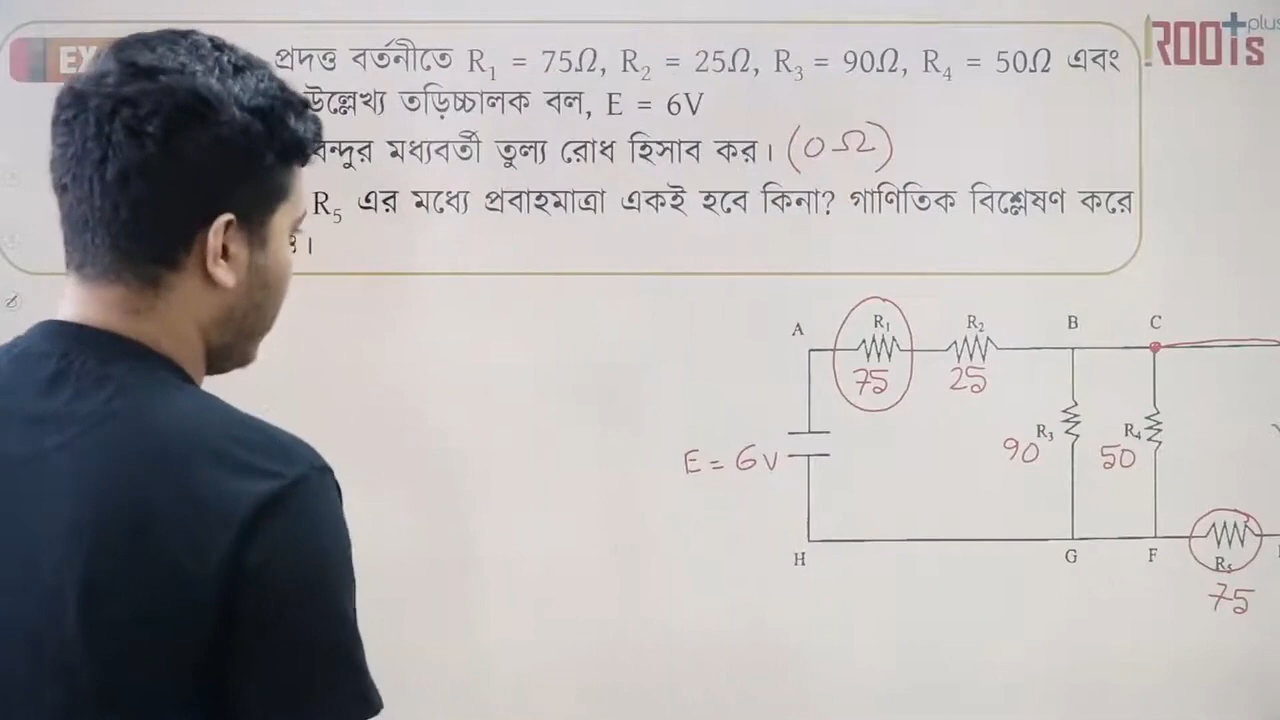 EX
ROOTs
+plus
প্রদত্ত বর্তনীতে R₁ = 75Ω, R₂ = 25Ω, R₃ = 90Ω, R₄ = 50Ω এবং
উল্লেখ্য তড়িচ্চালক বল, E = 6V
মধ্যবর্তী তুল্য রোধ হিসাব কর। (0 Ω)
R₅ এর মধ্যে প্রবাহমাত্রা একই হবে কিনা? গাণিতিক বিশ্লেষণ করে
A
R₁
R₂
B
C
75
25
R₃
R₄
90
50
E = 6V
H
G
F
R₅
75